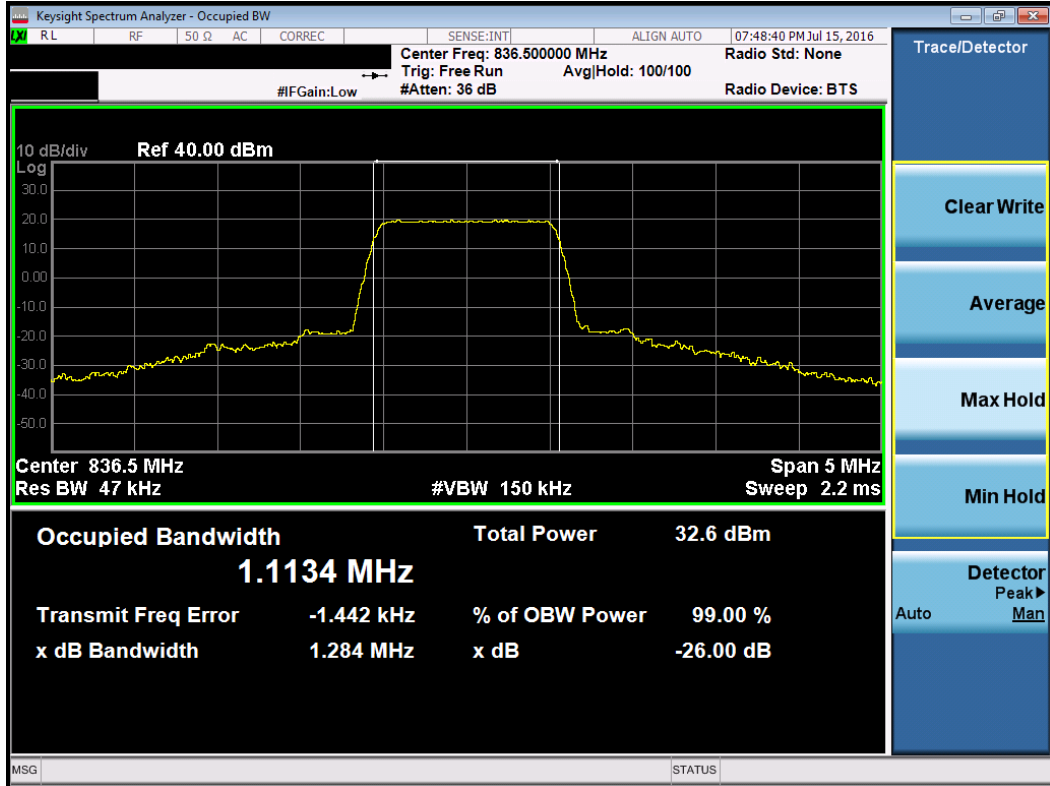 Keysight Spectrum Analyzer - Occupied BW
LXI RL RF 50 Ω AC CORREC SENSE:INT ALIGN AUTO 07:48:40 PM Jul 15, 2016
Center Freq: 836.500000 MHz Radio Std: None
Trig: Free Run Avg|Hold: 100/100
#IFGain:Low #Atten: 36 dB Radio Device: BTS
10 dB/div Ref 40.00 dBm
Log
30.0
20.0
10.0
0.00
-10.0
-20.0
-30.0
-40.0
-50.0
Center 836.5 MHz Span 5 MHz
Res BW 47 kHz #VBW 150 kHz Sweep 2.2 ms
Occupied Bandwidth Total Power 32.6 dBm
1.1134 MHz
Transmit Freq Error -1.442 kHz % of OBW Power 99.00 %
x dB Bandwidth 1.284 MHz x dB -26.00 dB
MSG STATUS
Trace/Detector
Clear Write
Average
Max Hold
Min Hold
Detector
Peak▶
Auto Man